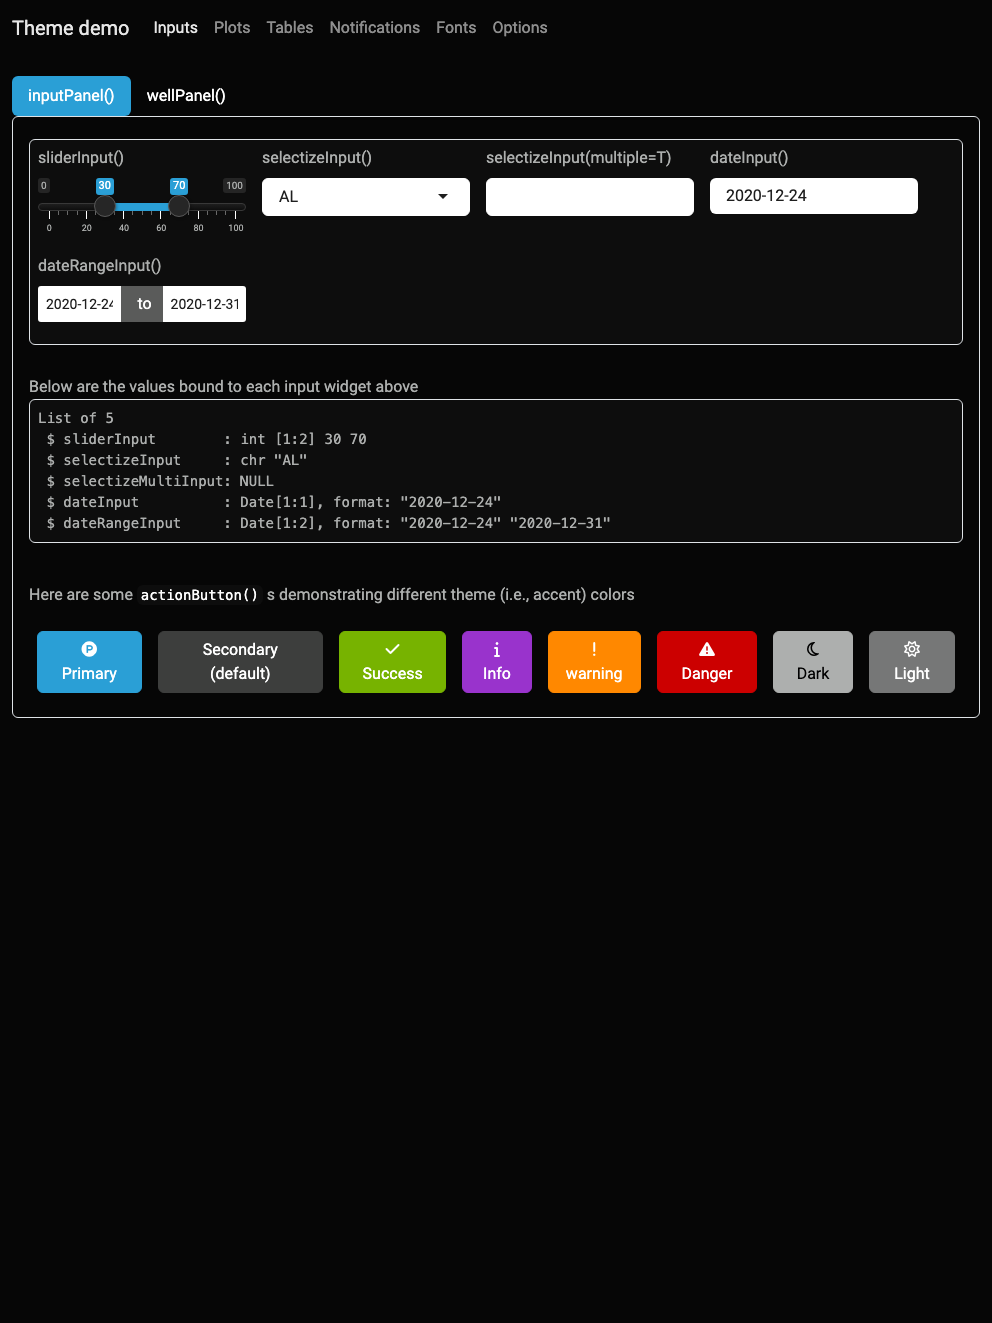 Theme demo Inputs Plots Tables Notifications Fonts Options
inputPanel() wellPanel()
sliderInput() selectizeInput() selectizeInput(multiple=T) dateInput()
0 30 70 100
AL 2020-12-24
0 20 40 60 80 100
dateRangeInput()
2020-12-24 to 2020-12-31
Below are the values bound to each input widget above
List of 5
 $ sliderInput        : int [1:2] 30 70
 $ selectizeInput     : chr "AL"
 $ selectizeMultiInput: NULL
 $ dateInput          : Date[1:1], format: "2020-12-24"
 $ dateRangeInput     : Date[1:2], format: "2020-12-24" "2020-12-31"
Here are some actionButton() s demonstrating different theme (i.e., accent) colors
Primary
Secondary
(default)
Success
Info
warning
Danger
Dark
Light